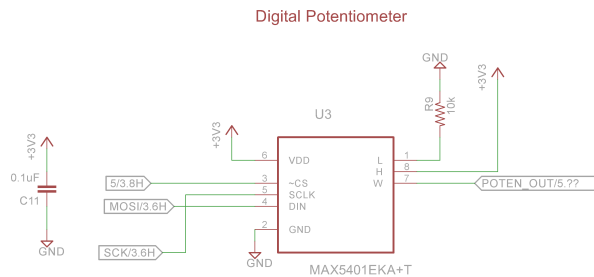 Digital Potentiometer
GND
+3V3
R9
10k
U3
+3V3
+3V3
0.1uF
C11
GND
6 VDD
L 1
H 8
5/3.8H
3 ~CS
W 7
POTEN_OUT/5.??
5 SCLK
MOSI/3.6H
4 DIN
2 GND
SCK/3.6H
GND
MAX5401EKA+T